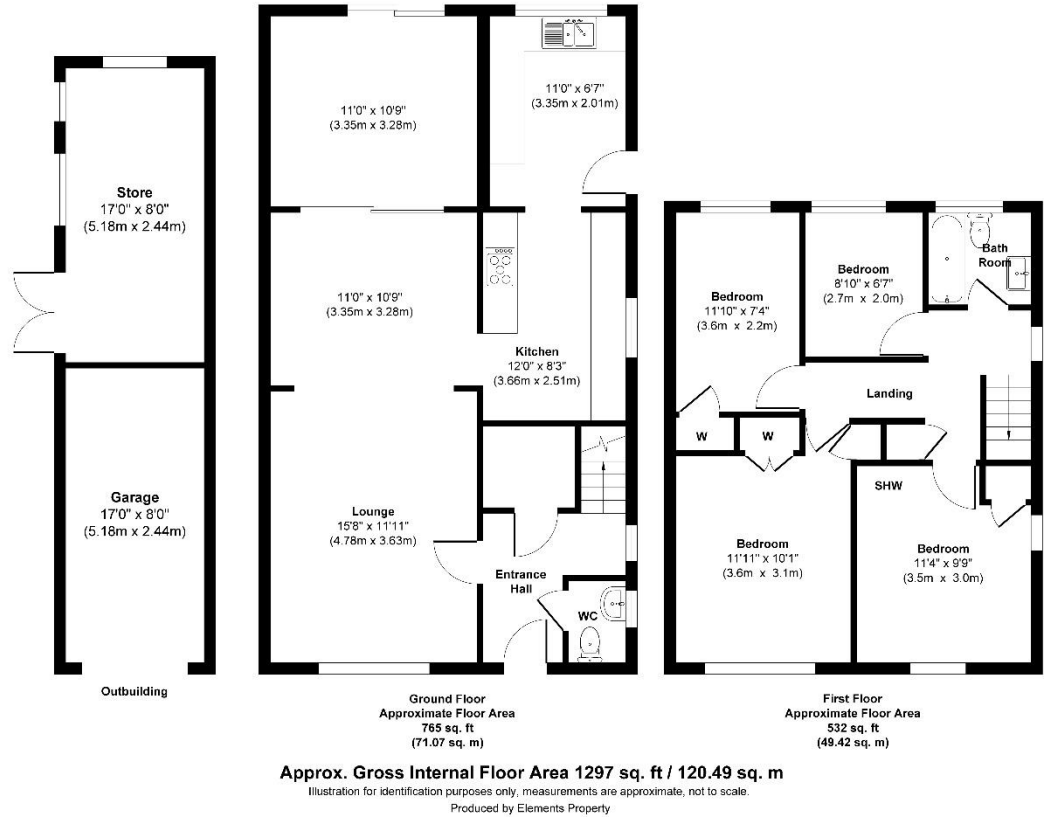 Store
17'0" x 8'0"
(5.18m x 2.44m)
Garage
17'0" x 8'0"
(5.18m x 2.44m)
Outbuilding
11'0" x 10'9"
(3.35m x 3.28m)
11'0" x 6'7"
(3.35m x 2.01m)
11'0" x 10'9"
(3.35m x 3.28m)
Kitchen
12'0" x 8'3"
(3.66m x 2.51m)
Lounge
15'8" x 11'11"
(4.78m x 3.63m)
Entrance
Hall
WC
Ground Floor
Approximate Floor Area
765 sq. ft
(71.07 sq. m)
Bedroom
11'10" x 7'4"
(3.6m x 2.2m)
Bedroom
8'10" x 6'7"
(2.7m x 2.0m)
Bath
Room
Landing
W
W
SHW
Bedroom
11'11" x 10'1"
(3.6m x 3.1m)
Bedroom
11'4" x 9'9"
(3.5m x 3.0m)
First Floor
Approximate Floor Area
532 sq. ft
(49.42 sq. m)
Approx. Gross Internal Floor Area 1297 sq. ft / 120.49 sq. m
Illustration for identification purposes only, measurements are approximate, not to scale.
Produced by Elements Property